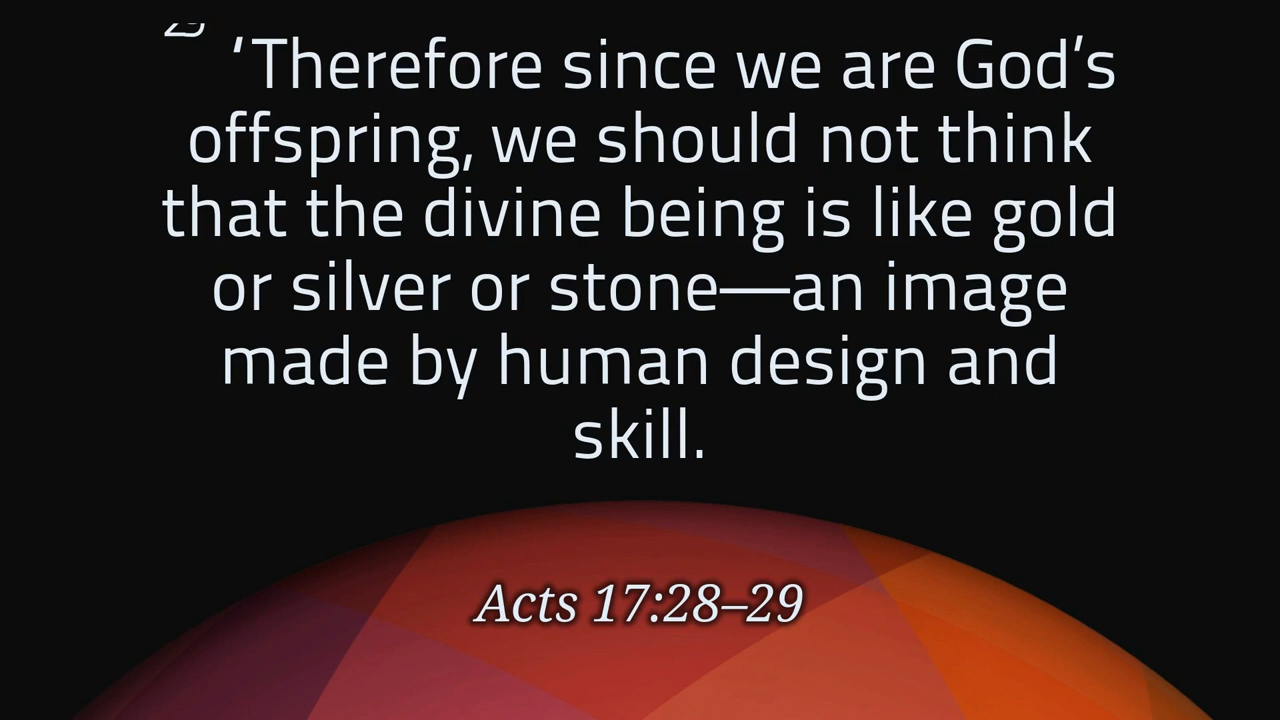 ‘Therefore since we are God’s
offspring, we should not think
that the divine being is like gold
or silver or stone—an image
made by human design and
skill.
Acts 17:28–29